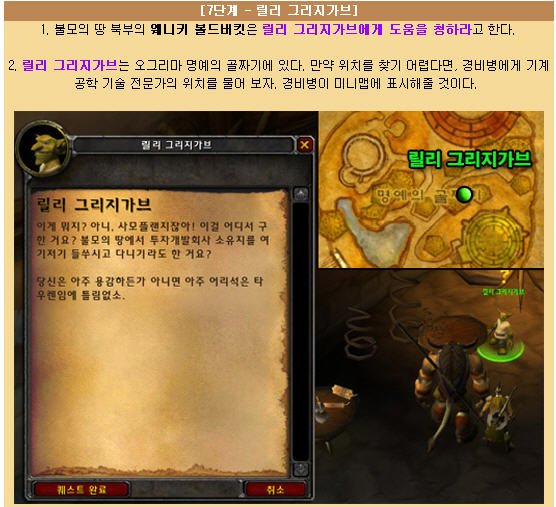 [7단계 - 릴리 그리지가브]
1. 불모의 땅 북부의 웨니키 볼드버킷은 릴리 그리지가브에게 도움을 청하라고 한다.
2. 릴리 그리지가브는 오그리마 명예의 골짜기에 있다. 만약 위치를 찾기 어렵다면, 경비병에게 기계
공학 기술 전문가의 위치를 물어 보자. 경비병이 미니맵에 표시해줄 것이다.
릴리 그리지가브
릴리 그리지가브
이게 뭐지? 아니, 사모플랜지잖아! 이걸 어디서 구
한 거요? 불모의 땅에서 투자개발회사 소유지를 여
기저기 들쑤시고 다니기라도 한 거요?
당신은 아주 용감하든가 아니면 아주 어리석은 타
우렌임에 틀림없소.
퀘스트 완료
취소
릴리 그리지가브
명예의 골짜기
릴리 그리지가브